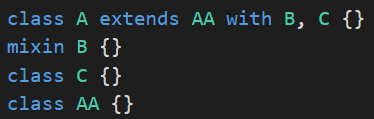 class A extends AA with B, C {}
mixin B {}
class C {}
class AA {}